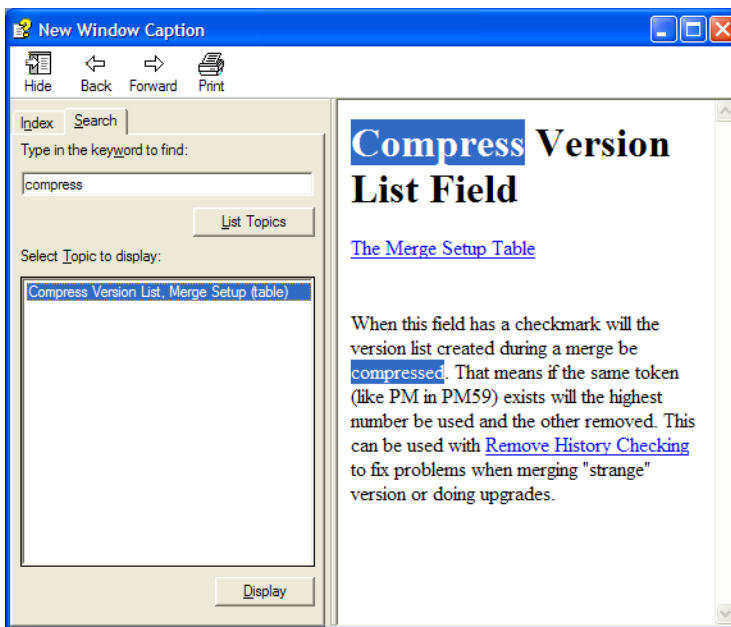 New Window Caption
Hide Back Forward Print
Index Search
Type in the keyword to find:
compress
List Topics
Select Topic to display:
Compress Version List, Merge Setup (table)
Display
Compress Version
List Field
The Merge Setup Table
When this field has a checkmark will the
version list created during a merge be
compressed. That means if the same token
(like PM in PM59) exists will the highest
number be used and the other removed. This
can be used with Remove History Checking
to fix problems when merging "strange"
version or doing upgrades.